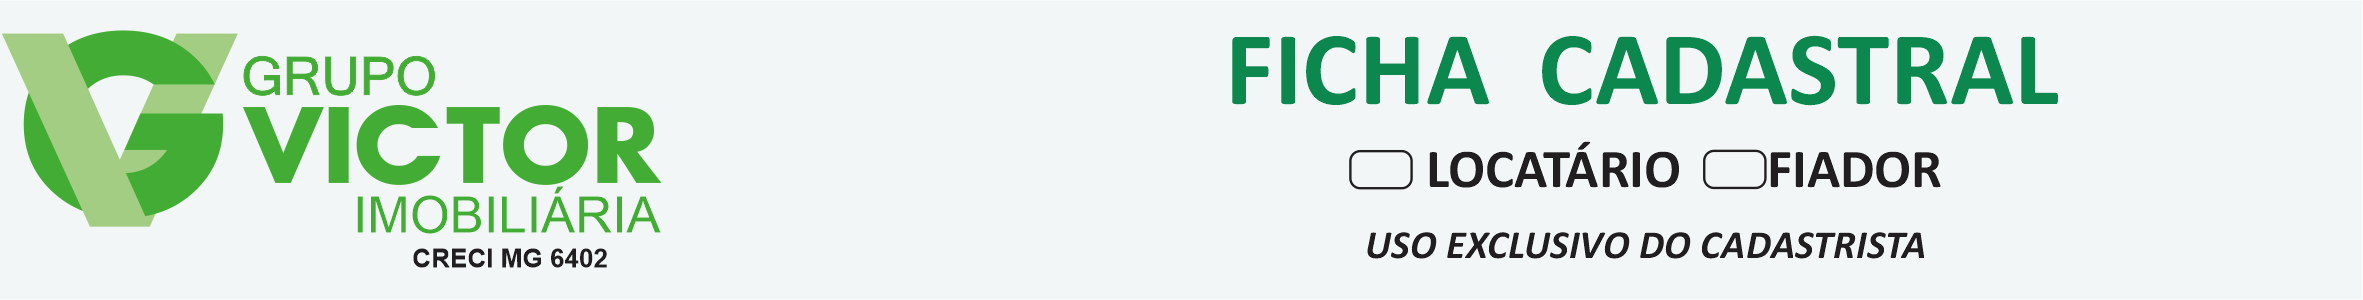 GRUPO
VICTOR
IMOBILIÁRIA
CRECI MG 6402
FICHA CADASTRAL
LOCATÁRIO FIADOR
USO EXCLUSIVO DO CADASTRISTA